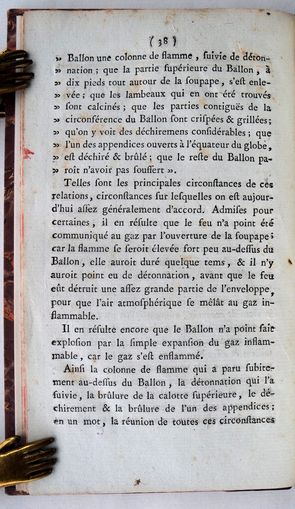 ( 38 )
» Ballon une colonne de flamme, suivie de déton-
» nation; que la partie supérieure du Ballon, à
» dix pieds tout autour de la soupape, s'est enle-
» vée; que les lambeaux qui en ont été trouvés
» sont calcinés; que les parties contiguës de la
» circonférence du Ballon sont crispées & grillées;
» qu'on y voit des déchiremens considérables; que
» l'un des appendices ouverts à l'équateur du globe,
» est déchiré & brûlé; que le reste du Ballon pa-
» roît n'avoir pas souffert ».
Telles sont les principales circonstances de ces
relations, circonstances sur lesquelles on est aujour-
d'hui assez généralement d'accord. Admises pour
certaines, il en résulte que le feu n'a point été
communiqué au gaz par l'ouverture de la soupape:
car la flamme se seroit élevée fort peu au-dessus du
Ballon, elle auroit duré quelque tems, & il n'y
auroit point eu de détonnation, avant que le feu
eût détruit une assez grande partie de l'enveloppe,
pour que l'air atmosphérique se mêlât au gaz in-
flammable.
Il en résulte encore que le Ballon n'a point fait
explosion par la simple expansion du gaz inflam-
mable, car le gaz s'est enflammé.
Ainsi la colonne de flamme qui a paru subite-
ment au-dessus du Ballon, la détonnation qui l'a
suivie, la brûlure de la calotte supérieure, le dé-
chirement & la brûlure de l'un des appendices;
en un mot, la réunion de toutes ces circonstances